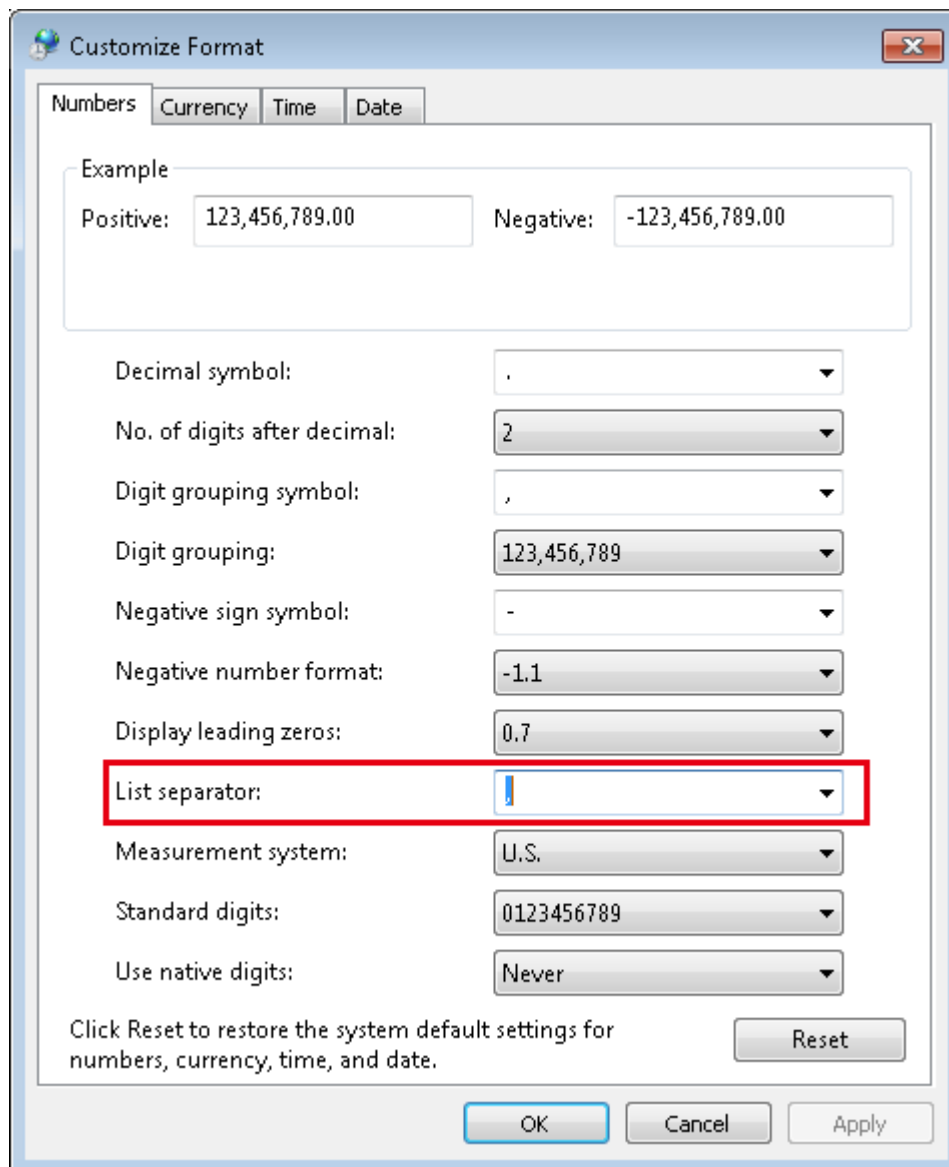 Customize Format
Numbers Currency Time Date
Example
Positive: 123,456,789.00 Negative: -123,456,789.00
Decimal symbol: .
No. of digits after decimal: 2
Digit grouping symbol: ,
Digit grouping: 123,456,789
Negative sign symbol: -
Negative number format: -1.1
Display leading zeros: 0.7
List separator: ,
Measurement system: U.S.
Standard digits: 0123456789
Use native digits: Never
Click Reset to restore the system default settings for
numbers, currency, time, and date.
Reset
OK Cancel Apply